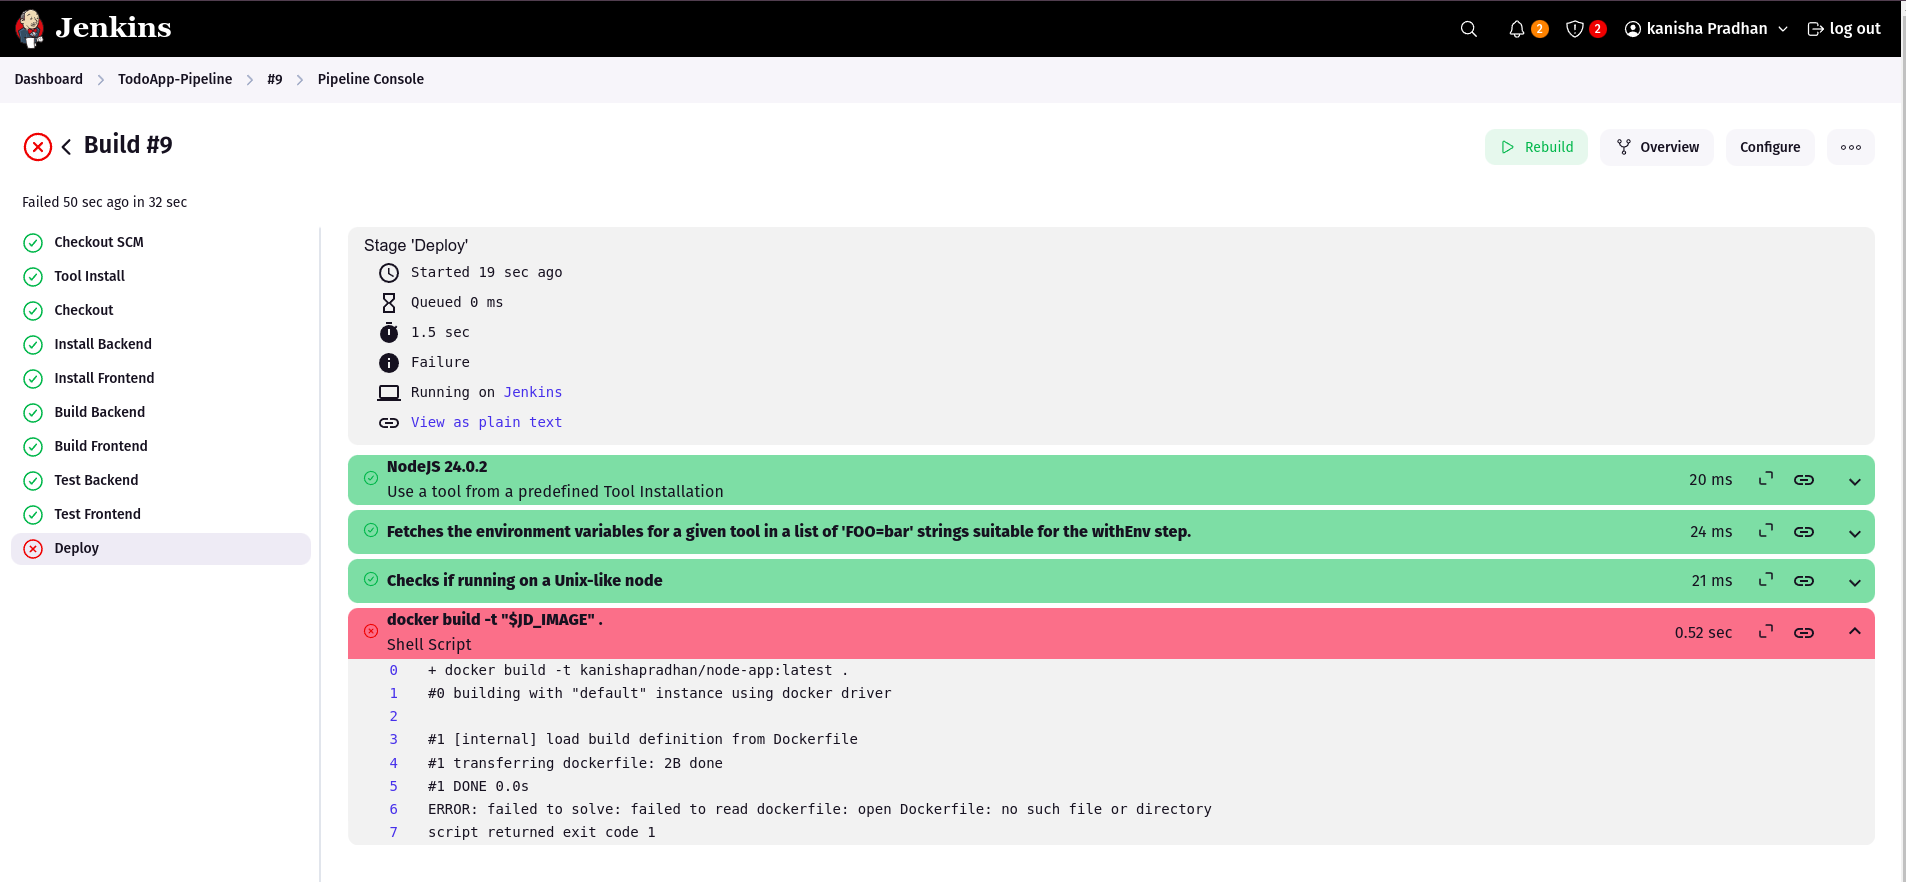 Jenkins
2
2
kanisha Pradhan
log out
Dashboard
TodoApp-Pipeline
#9
Pipeline Console
Build #9
Rebuild
Overview
Configure
Failed 50 sec ago in 32 sec
Checkout SCM
Tool Install
Checkout
Install Backend
Install Frontend
Build Backend
Build Frontend
Test Backend
Test Frontend
Deploy
Stage 'Deploy'
Started 19 sec ago
Queued 0 ms
1.5 sec
Failure
Running on Jenkins
View as plain text
NodeJS 24.0.2
Use a tool from a predefined Tool Installation
20 ms
Fetches the environment variables for a given tool in a list of 'FOO=bar' strings suitable for the withEnv step.
24 ms
Checks if running on a Unix-like node
21 ms
docker build -t "$JD_IMAGE" .
Shell Script
0.52 sec
0 + docker build -t kanishapradhan/node-app:latest .
1 #0 building with "default" instance using docker driver
2
3 #1 [internal] load build definition from Dockerfile
4 #1 transferring dockerfile: 2B done
5 #1 DONE 0.0s
6 ERROR: failed to solve: failed to read dockerfile: open Dockerfile: no such file or directory
7 script returned exit code 1